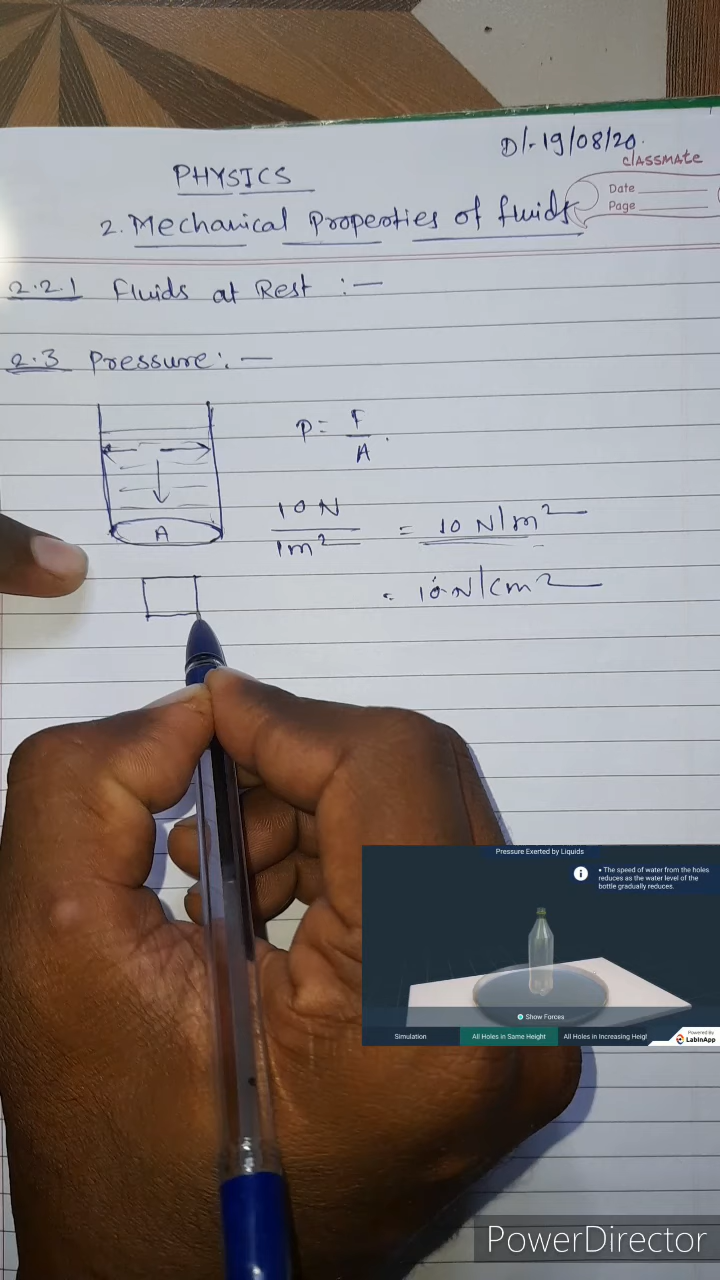 D/- 19/08/20.
classmate
PHYSICS
Date
Page
2. Mechanical Properties of fluids
2.2.1 Fluids at Rest :-
2.3 Pressure :-
P = F/A.
A
10 N / 1m² = 10 N/m²
= N/cm²
Pressure Exerted by Liquids
i
• The speed of water from the holes
reduces as the water level of the
bottle gradually reduces.
Show Forces
Simulation
All Holes in Same Height
All Holes in Increasing Heigl
Powered By
LabInApp
PowerDirector